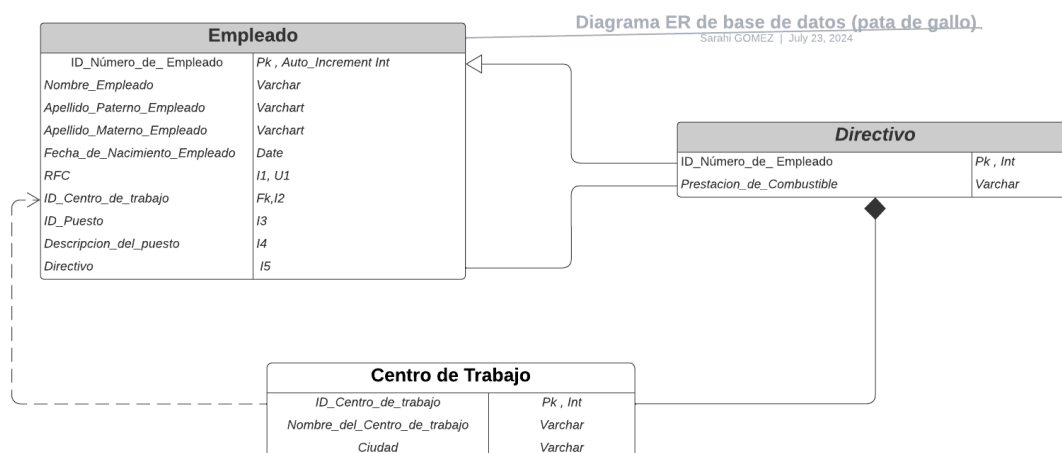 Diagrama ER de base de datos (pata de gallo)
Sarahi GOMEZ | July 23, 2024
Empleado
ID_Número_de_ Empleado Pk , Auto_Increment Int
Nombre_Empleado Varchar
Apellido_Paterno_Empleado Varchart
Apellido_Materno_Empleado Varchart
Fecha_de_Nacimiento_Empleado Date
RFC I1, U1
ID_Centro_de_trabajo Fk,I2
ID_Puesto I3
Descripcion_del_puesto I4
Directivo I5
Directivo
ID_Número_de_ Empleado Pk , Int
Prestacion_de_Combustible Varchar
Centro de Trabajo
ID_Centro_de_trabajo Pk , Int
Nombre_del_Centro_de_trabajo Varchar
Ciudad Varchar